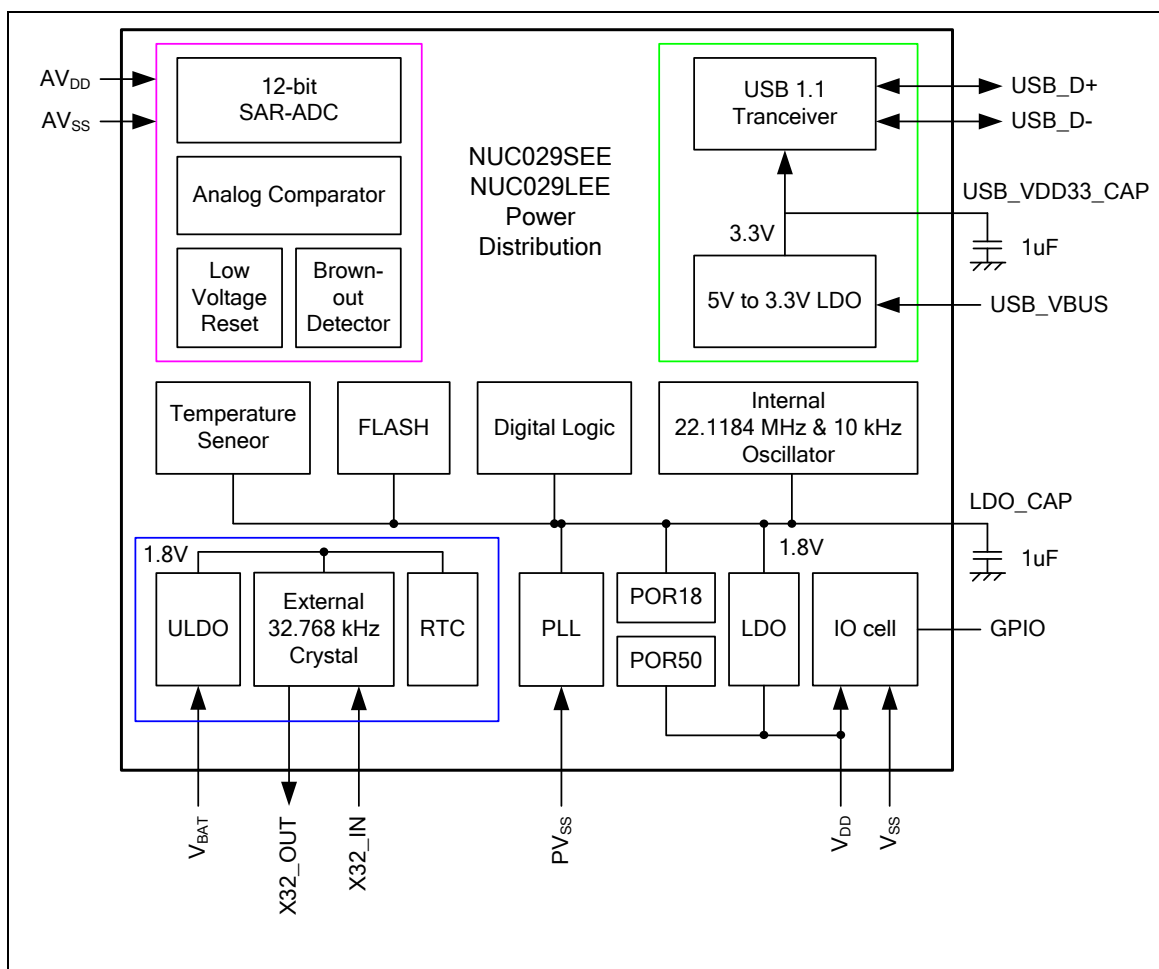 AVDD
AVSS
12-bit
SAR-ADC
Analog Comparator
Low
Voltage
Reset
Brown-
out
Detector
NUC029SEE
NUC029LEE
Power
Distribution
USB 1.1
Tranceiver
USB_D+
USB_D-
USB_VDD33_CAP
1uF
3.3V
5V to 3.3V LDO
USB_VBUS
Temperature
Seneor
FLASH
Digital Logic
Internal
22.1184 MHz & 10 kHz
Oscillator
LDO_CAP
1uF
1.8V
1.8V
ULDO
External
32.768 kHz
Crystal
RTC
PLL
POR18
POR50
LDO
IO cell
GPIO
VBAT
X32_OUT
X32_IN
PVSS
VDD
VSS